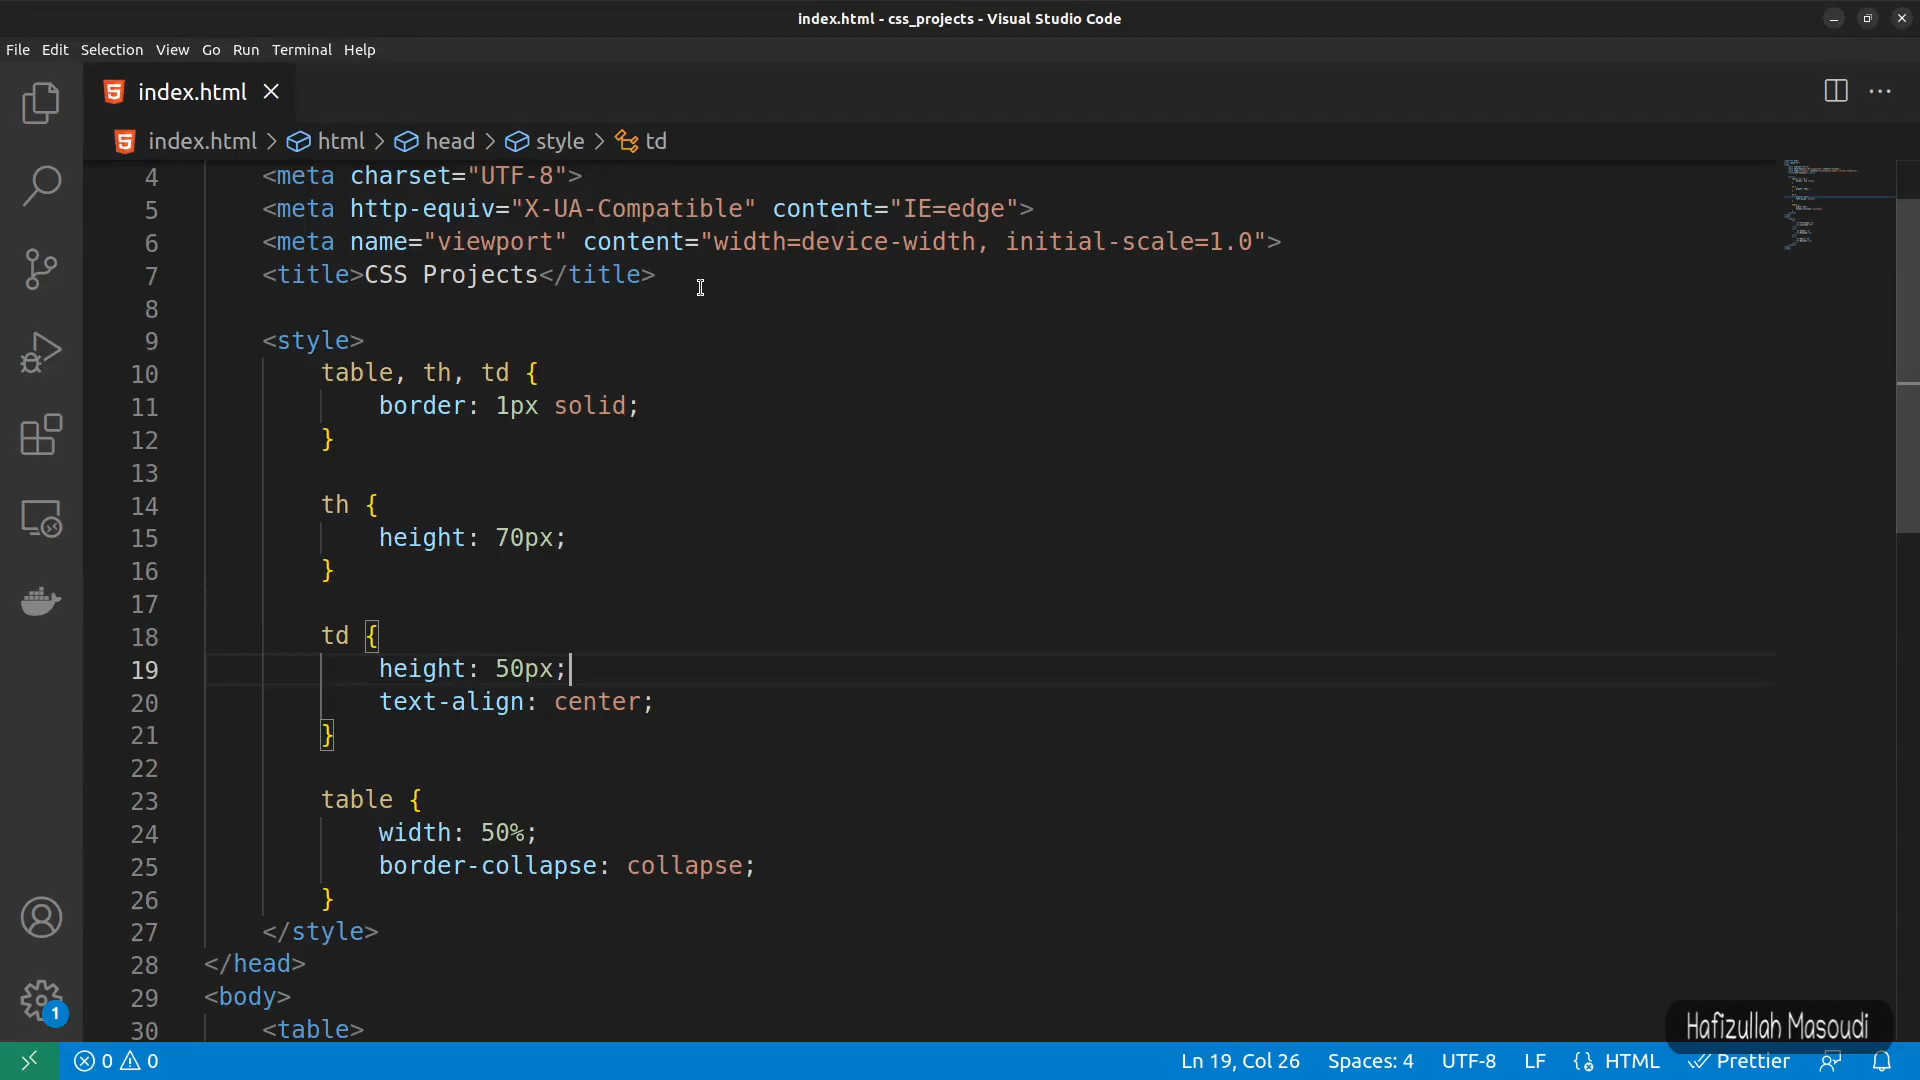 index.html - css_projects - Visual Studio Code
File Edit Selection View Go Run Terminal Help
index.html
index.html > html > head > style > td
4 <meta charset="UTF-8">
5 <meta http-equiv="X-UA-Compatible" content="IE=edge">
6 <meta name="viewport" content="width=device-width, initial-scale=1.0">
7 <title>CSS Projects</title>
8
9 <style>
10 table, th, td {
11 border: 1px solid;
12 }
13
14 th {
15 height: 70px;
16 }
17
18 td {
19 height: 50px;
20 text-align: center;
21 }
22
23 table {
24 width: 50%;
25 border-collapse: collapse;
26 }
27 </style>
28 </head>
29 <body>
30 <table>
1
Hafizullah Masoudi
0 0 Ln 19, Col 26 Spaces: 4 UTF-8 LF HTML Prettier